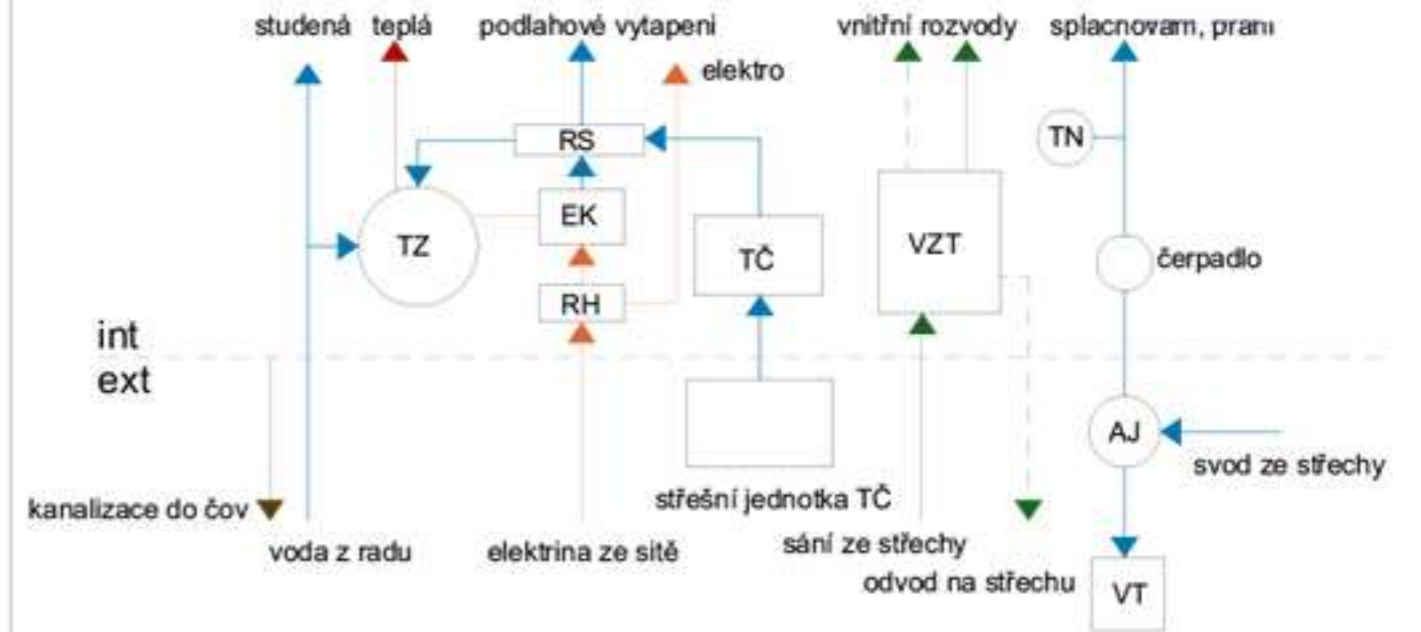 studená teplá podlahové vytapeni vnitřní rozvody
elektro
RS
TN
EK
TZ
TČ
VZT
čerpadlo
RH
int
ext
AJ
svod ze střechy
střešní jednotka TČ
kanalizace do čov
voda z radu
elektrina ze sitě
sání ze střechy
odvod na střechu
VT